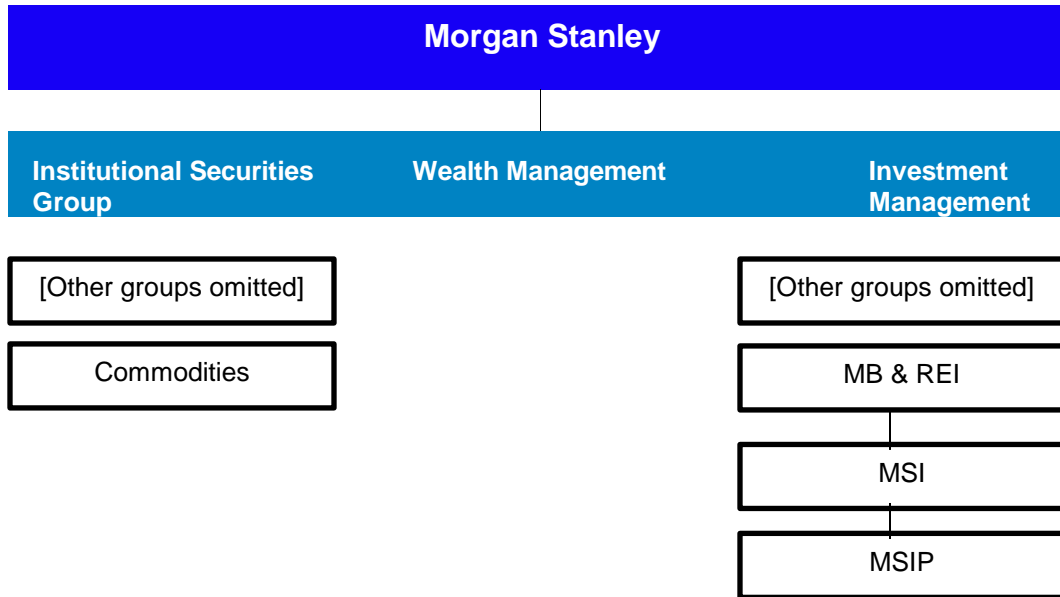 Morgan Stanley
Institutional Securities
Group
Wealth Management
Investment
Management
[Other groups omitted]
Commodities
[Other groups omitted]
MB & REI
MSI
MSIP